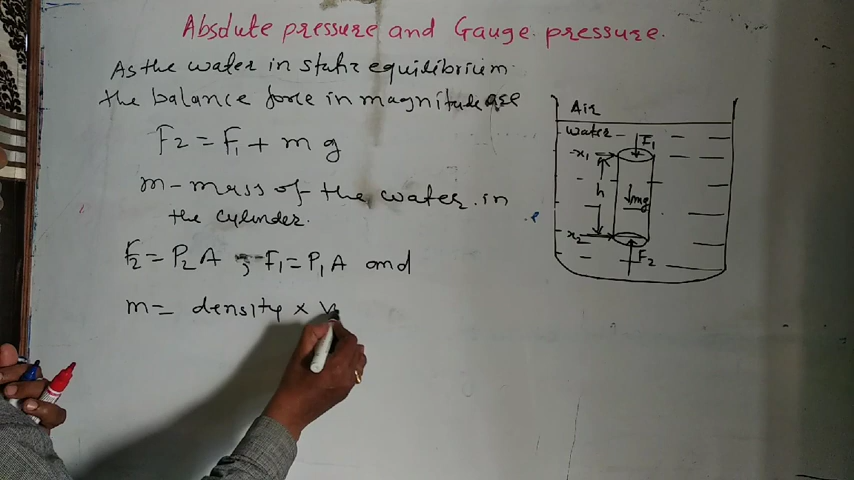 Absolute pressure and Gauge pressure.
As the water in static equilibrium.
the balance force in magnitude are
F2 = F1 + mg
m - mass of the water in
the cylinder.
F2 = P2 A ; F1 = P1 A and
m = density × V
Air
water
F1
x1
h
mg
x2
F2